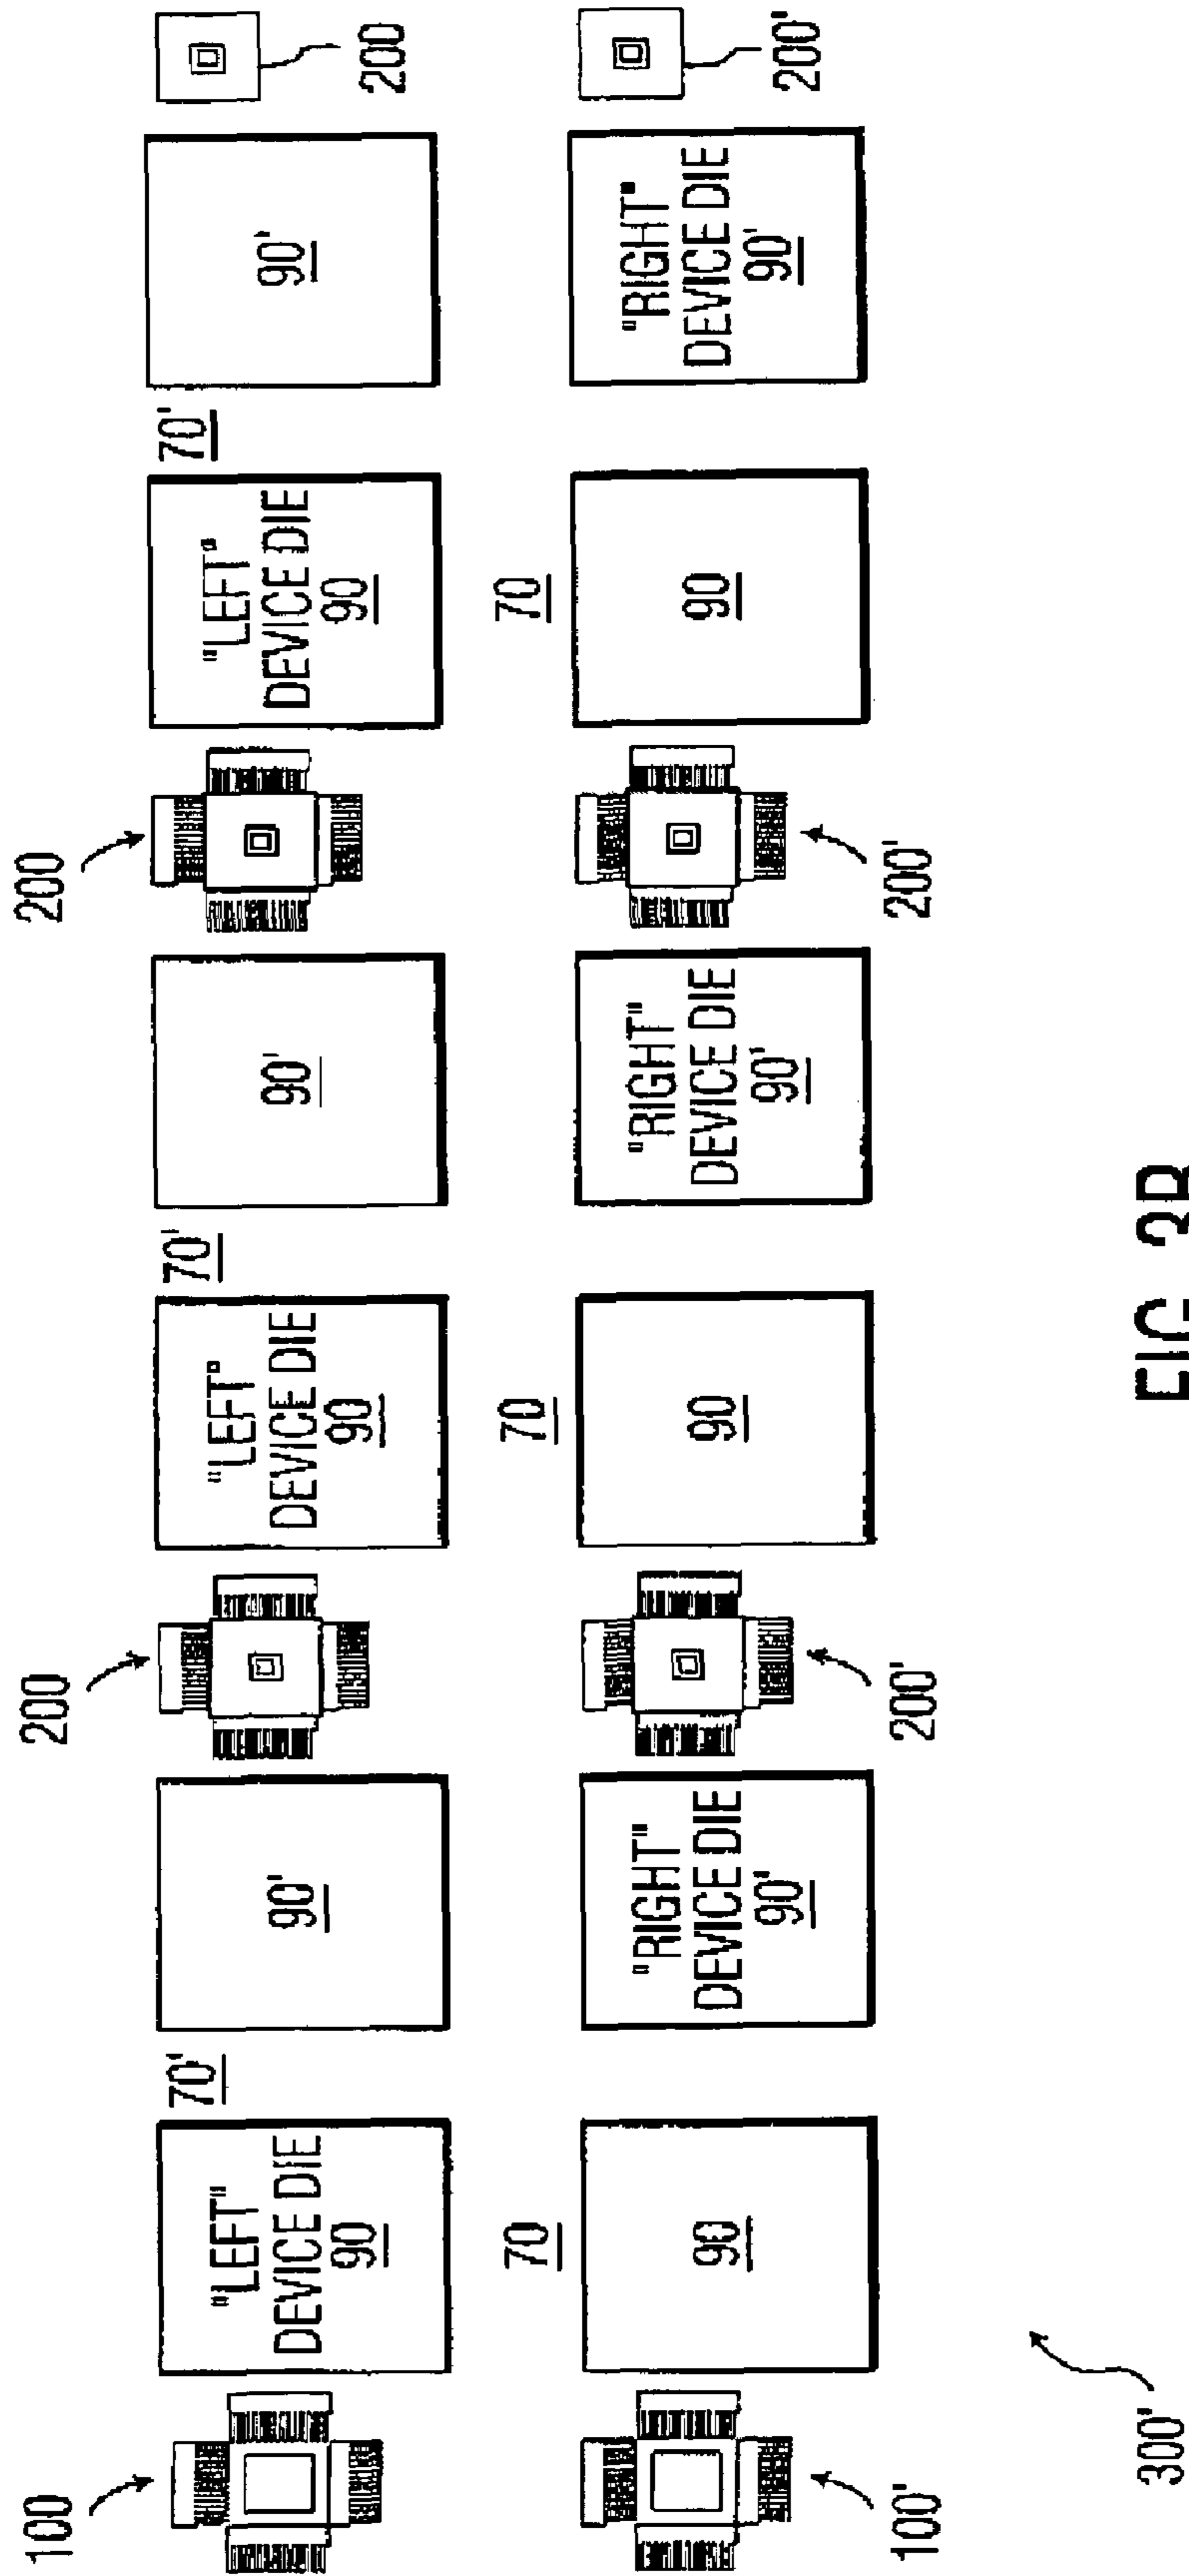 100
200
200
"LEFT"
DEVICE DIE
90
70'
90'
"LEFT"
DEVICE DIE
90
70'
90'
"LEFT"
DEVICE DIE
90
70'
90'
200
70
70
70
90
"RIGHT"
DEVICE DIE
90'
90
"RIGHT"
DEVICE DIE
90'
90
"RIGHT"
DEVICE DIE
90'
200'
100'
200'
200'
300'
FIG. 3B